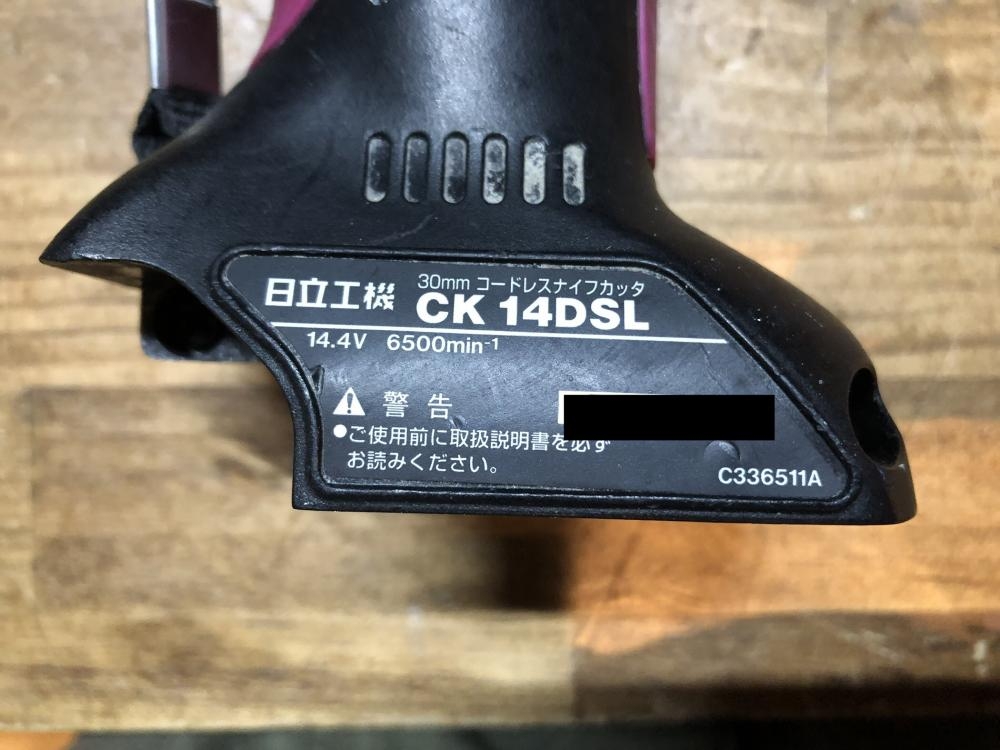 日立工機 30mm コードレスナイフカッタ
CK 14DSL
14.4V 6500min-1
警告
●ご使用前に取扱説明書を必ず
お読みください。
C336511A